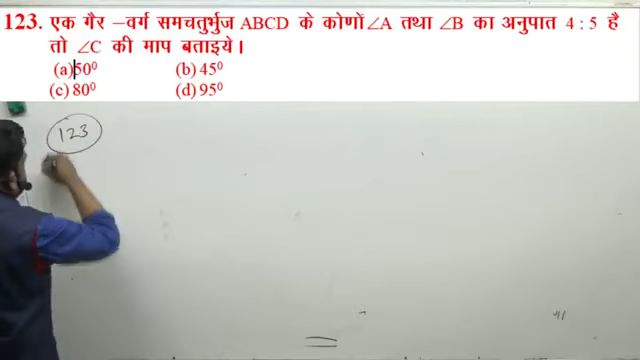 123. एक गैर –वर्ग समचतुर्भुज ABCD के कोणों ∠A तथा ∠B का अनुपात 4 : 5 है
तो ∠C की माप बताइये।
(a) 50⁰ (b) 45⁰
(c) 80⁰ (d) 95⁰
123